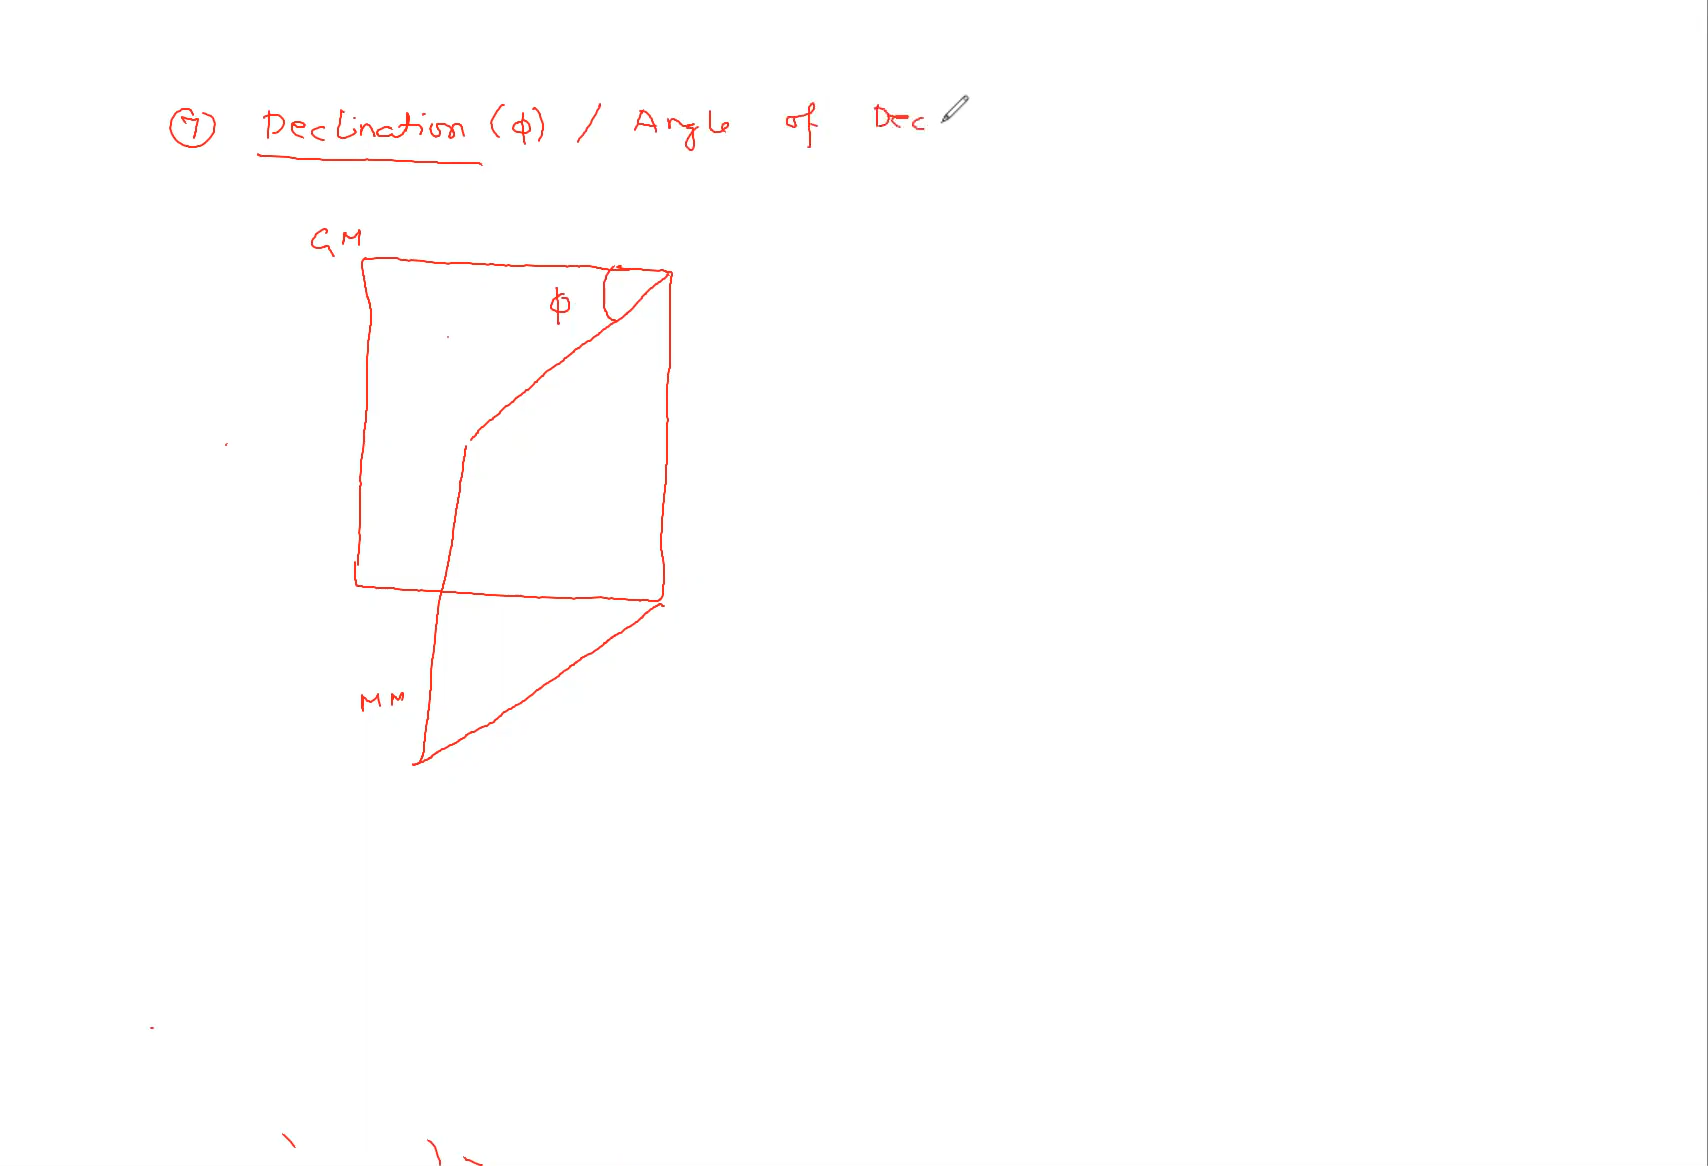 ⑦ Declination (ϕ) / Angle of Dec
GM
ϕ
MM